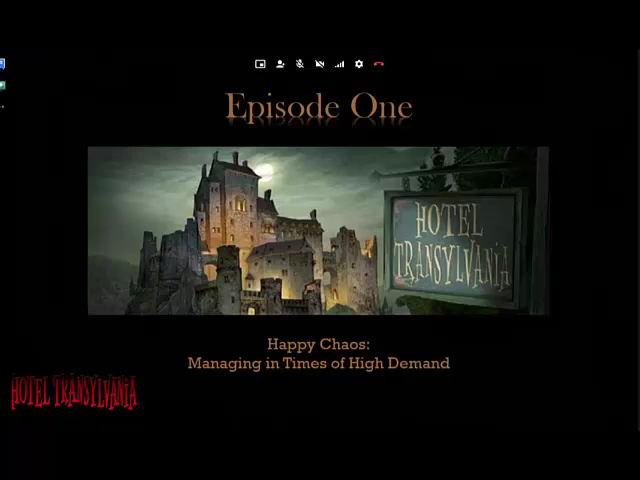 Episode One
HOTEL
TRANSYLVANIA
Happy Chaos:
Managing in Times of High Demand
HOTEL TRANSYLVANIA